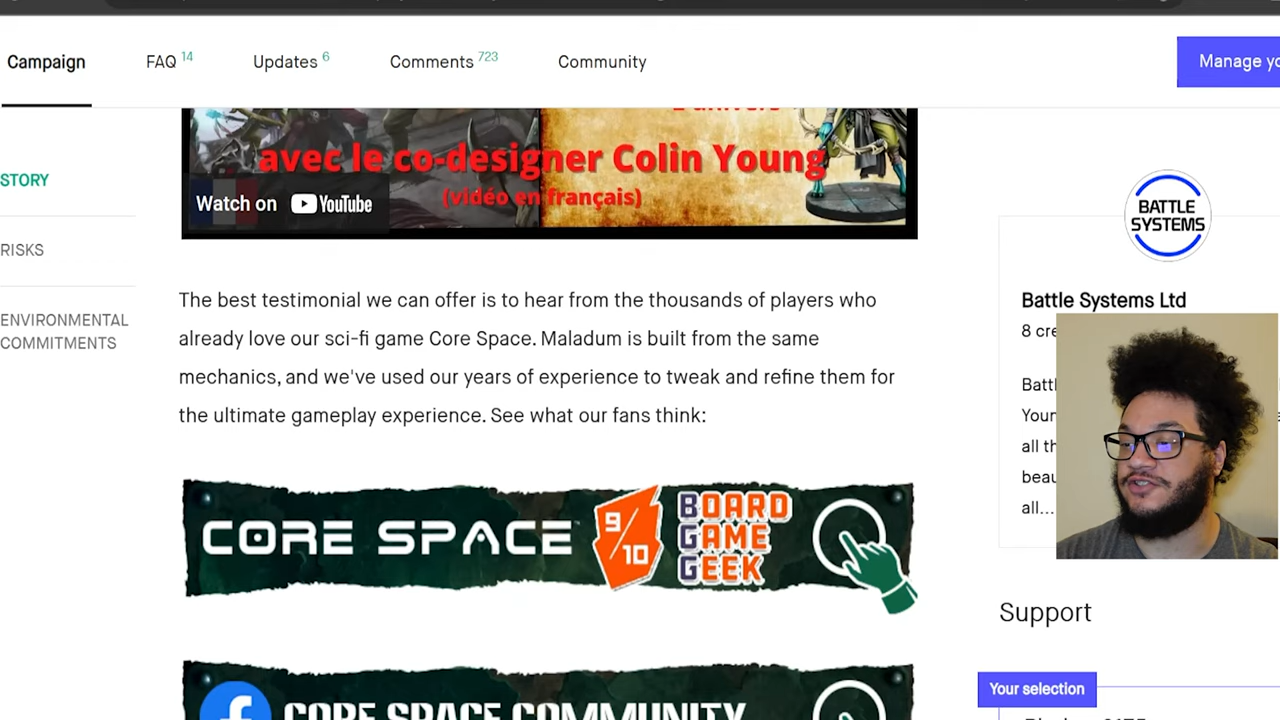 Campaign
FAQ 14
Updates 6
Comments 723
Community
Manage yo
STORY
RISKS
ENVIRONMENTAL
COMMITMENTS
avec le co-designer Colin Young
(vidéo en français)
Watch on YouTube
The best testimonial we can offer is to hear from the thousands of players who
already love our sci-fi game Core Space. Maladum is built from the same
mechanics, and we've used our years of experience to tweak and refine them for
the ultimate gameplay experience. See what our fans think:
CORE SPACE
9/10
BOARD
GAME
GEEK
CORE SPACE COMMUNITY
BATTLE
SYSTEMS
Battle Systems Ltd
8 cre
Batt
Your
all th
beau
all...
Support
Your selection